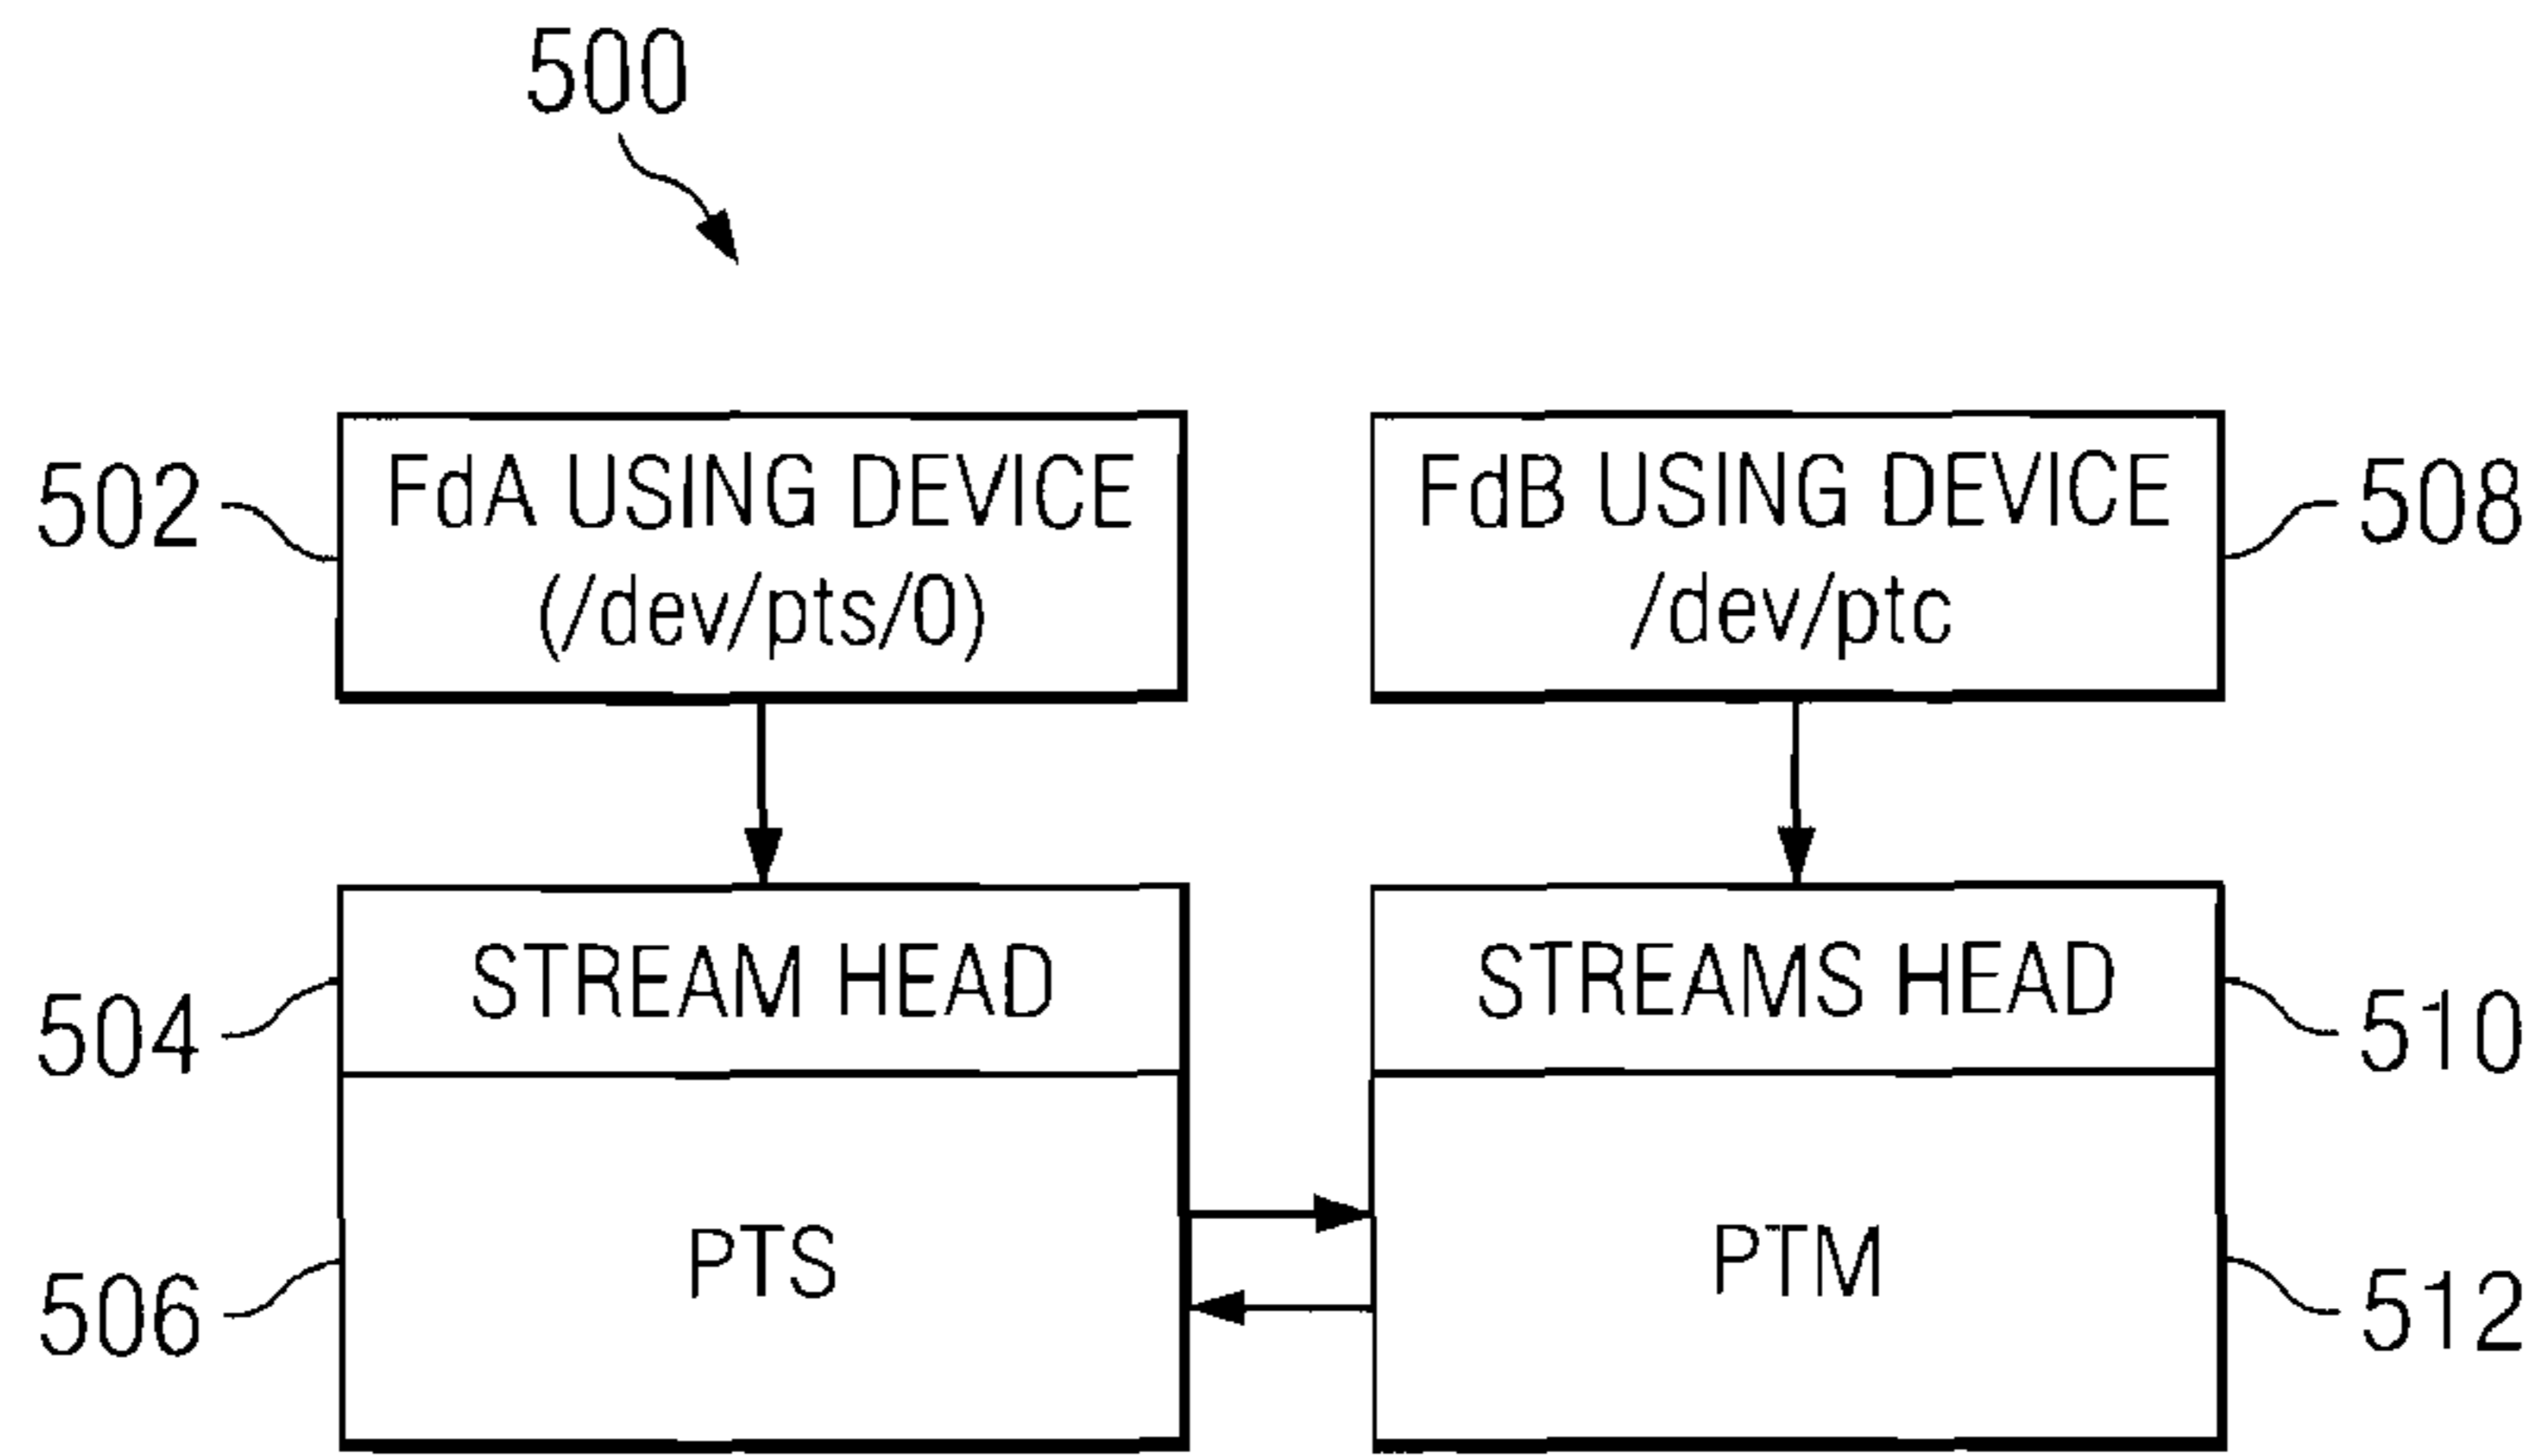 500
502
FdA USING DEVICE
(/dev/pts/0)
FdB USING DEVICE
/dev/ptc
508
504
STREAM HEAD
STREAMS HEAD
510
506
PTS
PTM
512